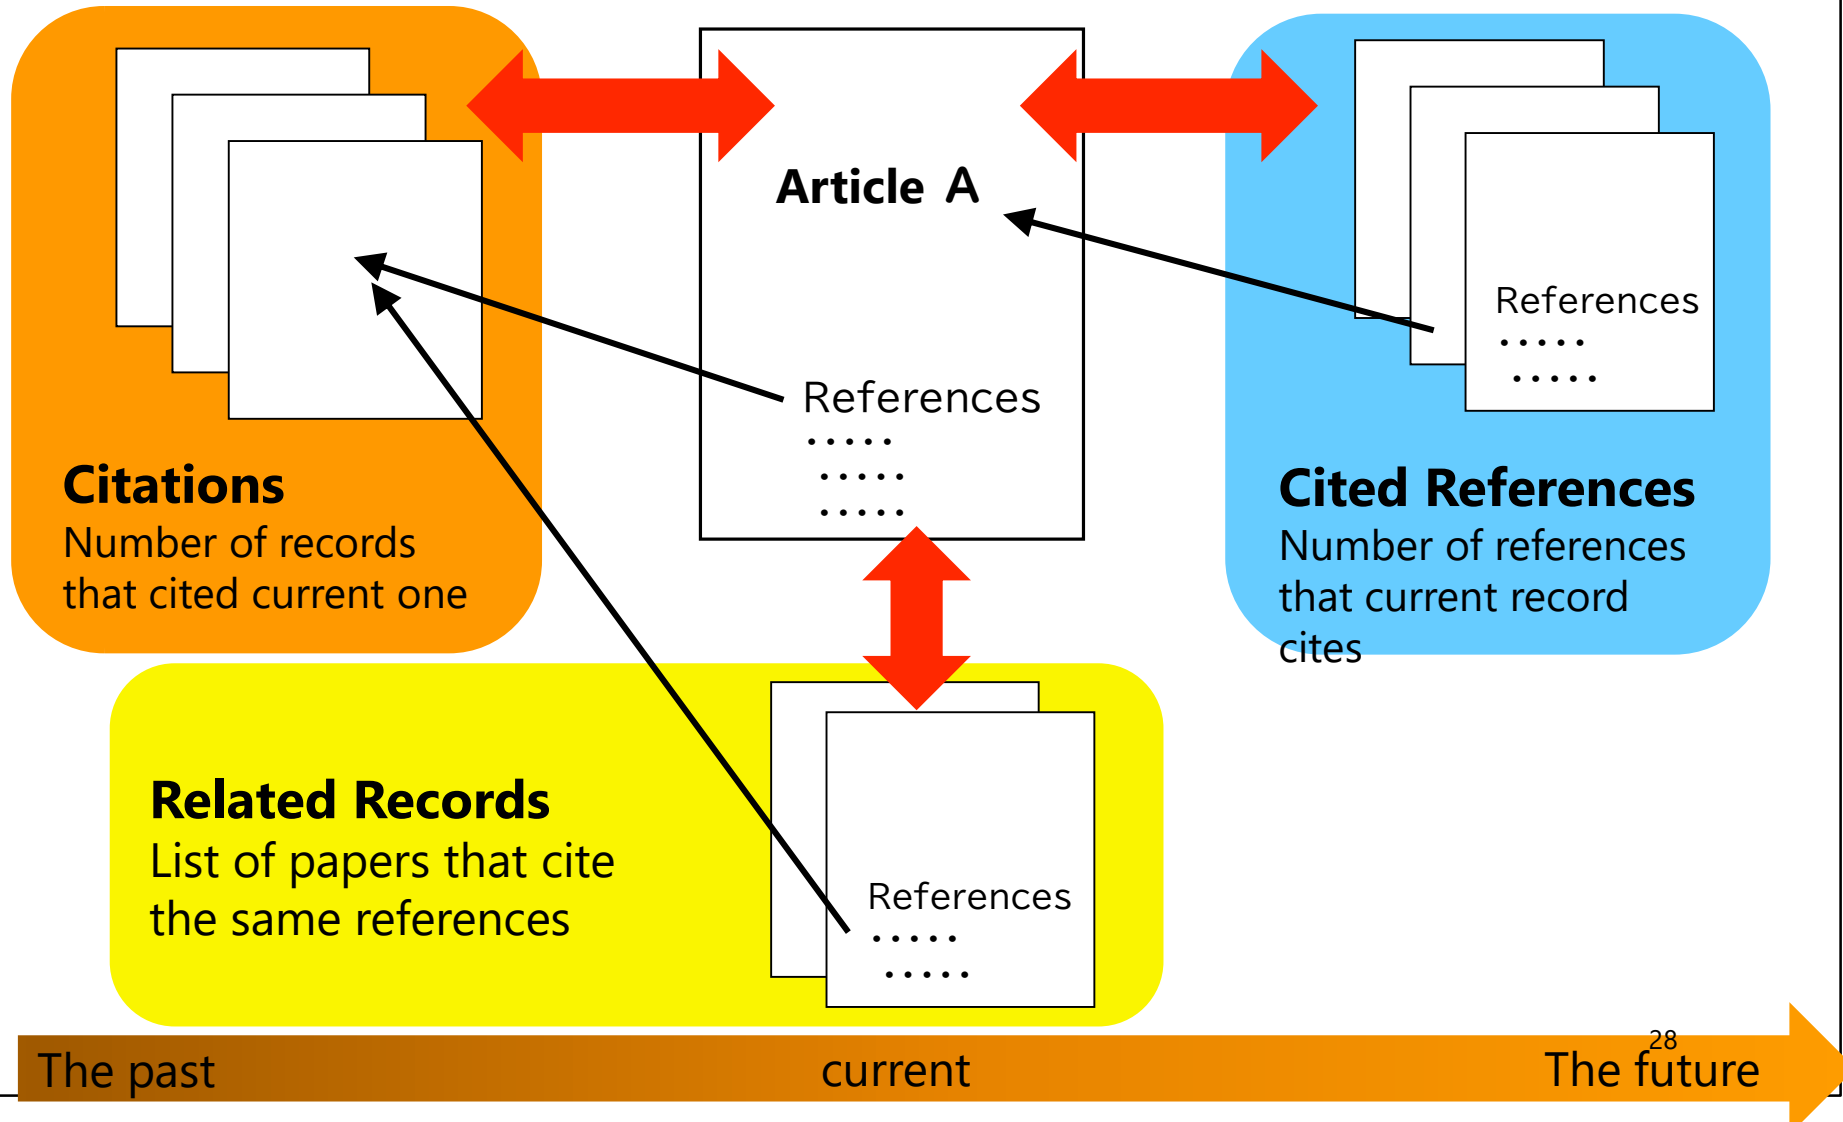 Article A
References
・・・・・
・・・・・
・・・・・
Citations
Number of records
that cited current one
References
・・・・・
・・・・・
Cited References
Number of references
that current record
cites
Related Records
List of papers that cite
the same references
References
・・・・・
・・・・・
28
The past
current
The future